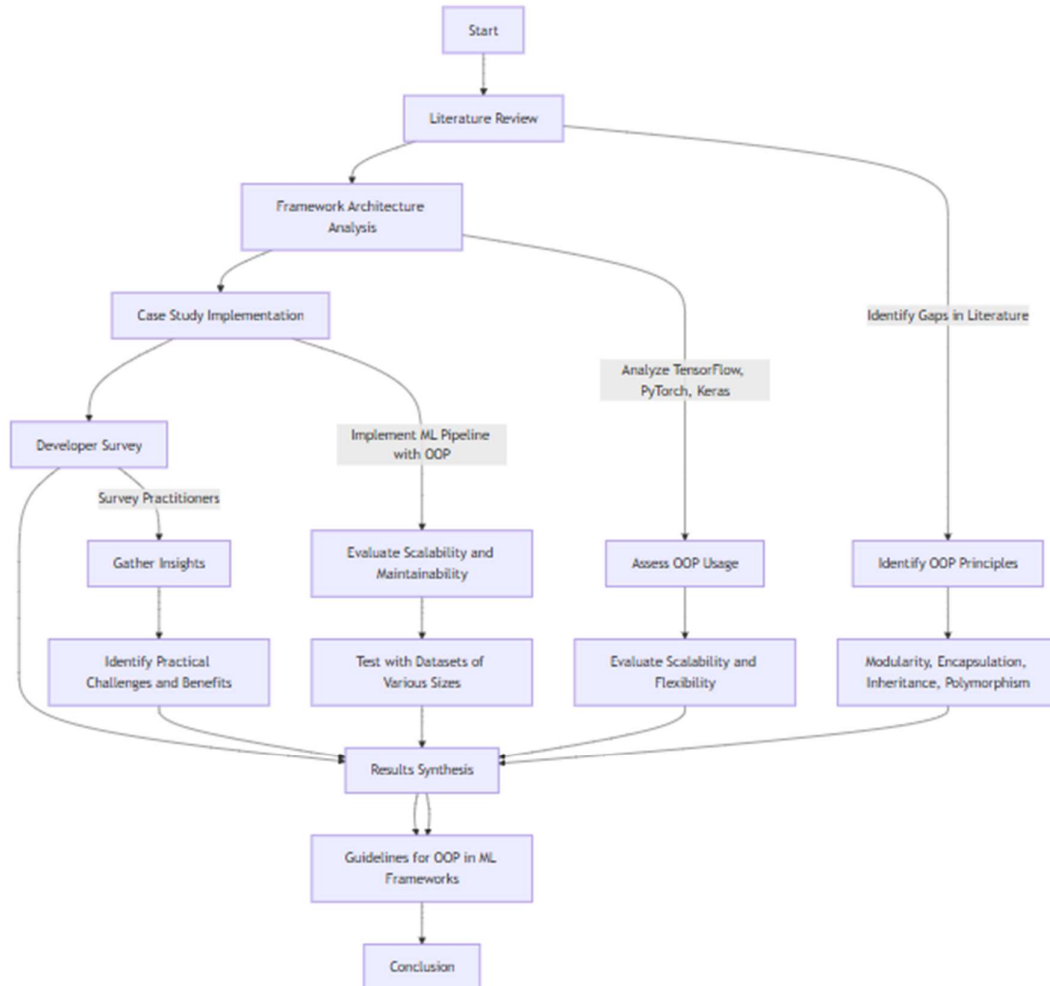 Start
Literature Review
Framework Architecture
Analysis
Case Study Implementation
Identify Gaps in Literature
Analyze TensorFlow,
PyTorch, Keras
Developer Survey
Implement ML Pipeline
with OOP
Survey Practitioners
Gather Insights
Evaluate Scalability and
Maintainability
Assess OOP Usage
Identify OOP Principles
Identify Practical
Challenges and Benefits
Test with Datasets of
Various Sizes
Evaluate Scalability and
Flexibility
Modularity, Encapsulation,
Inheritance, Polymorphism
Results Synthesis
Guidelines for OOP in ML
Frameworks
Conclusion